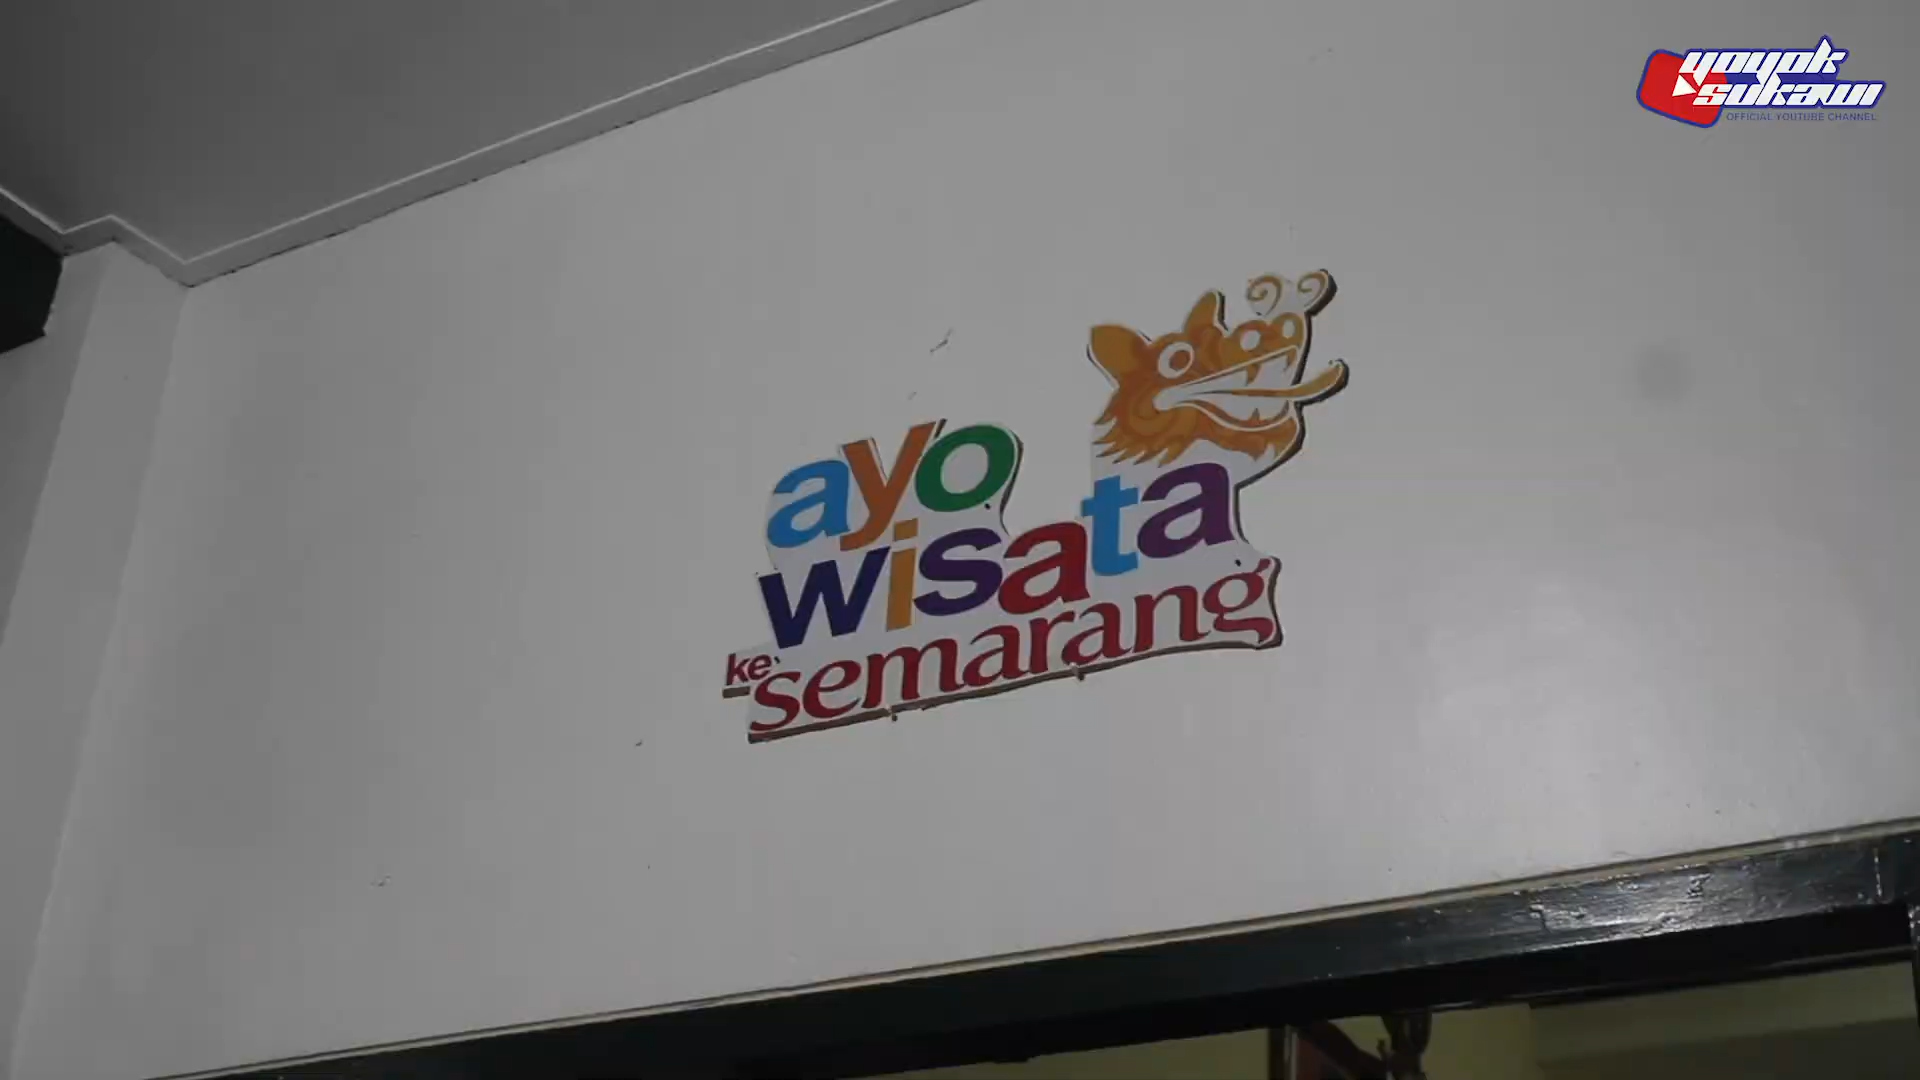 yoyok
sukawi
OFFICIAL YOUTUBE CHANNEL
ayo
wisata
ke semarang